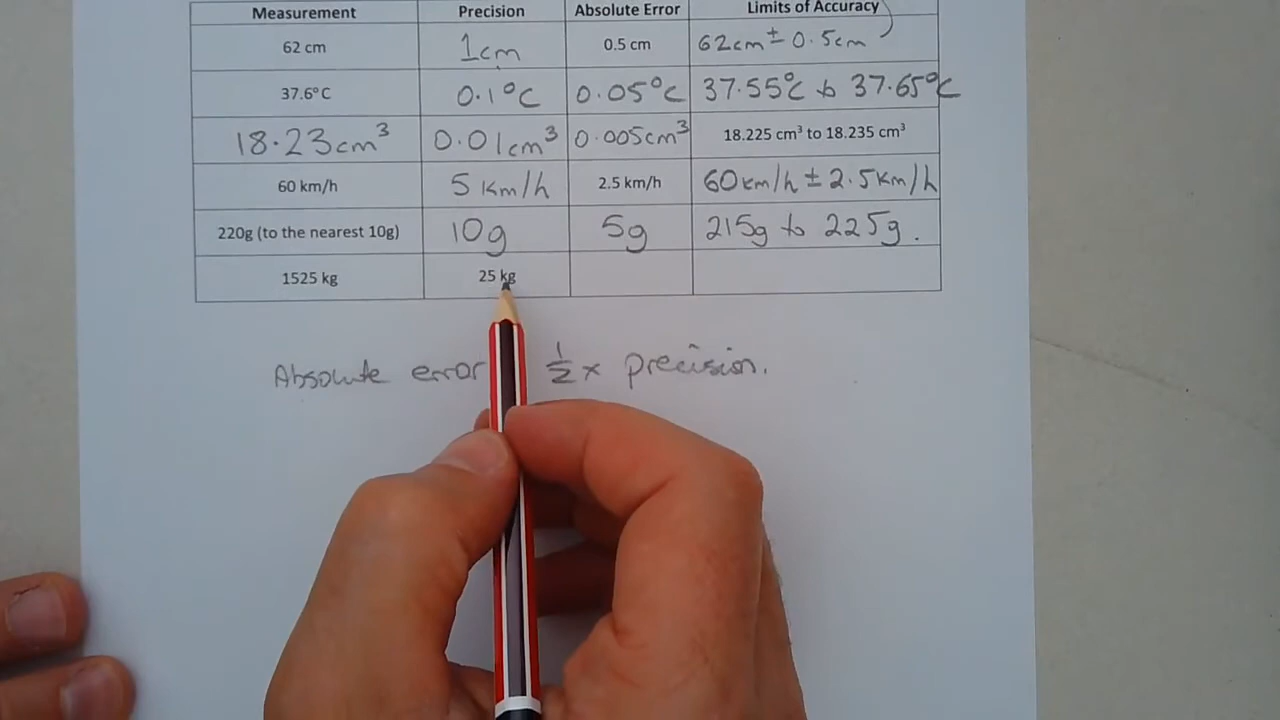 Measurement Precision Absolute Error Limits of Accuracy
62 cm 1cm 0.5 cm 62cm ± 0.5cm
37.6°C 0.1°C 0.05°C 37.55°C to 37.65°C
18.23cm³ 0.01cm³ 0.005cm³ 18.225 cm³ to 18.235 cm³
60 km/h 5 km/h 2.5 km/h 60km/h ± 2.5km/h
220g (to the nearest 10g) 10g 5g 215g to 225g.
1525 kg 25 kg
Absolute error ½ x precision.